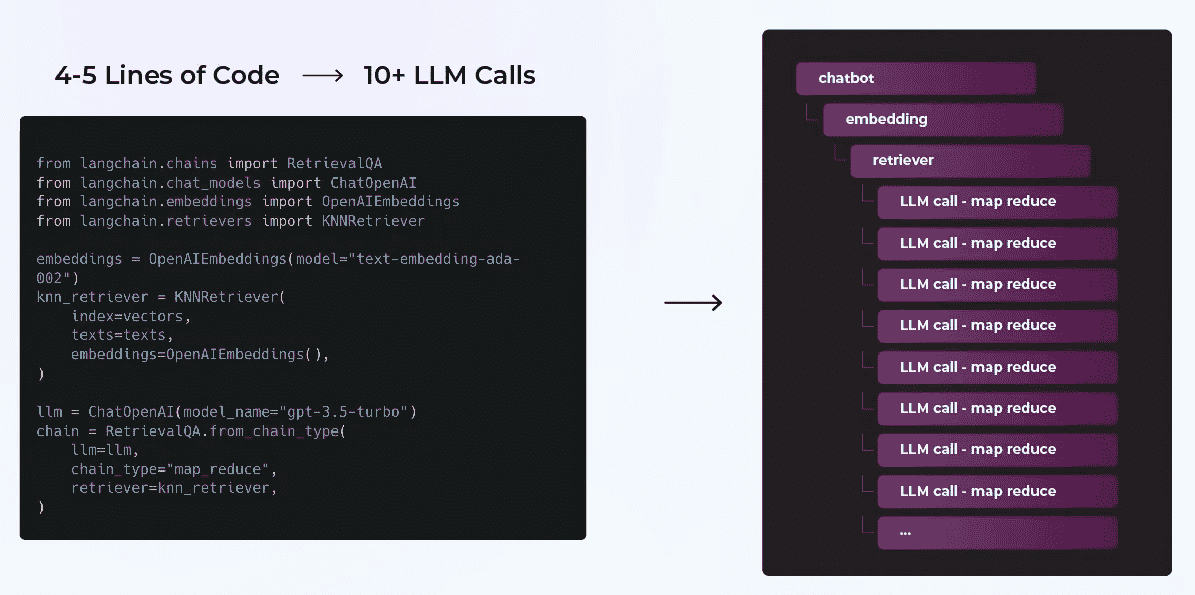 4-5 Lines of Code → 10+ LLM Calls
from langchain.chains import RetrievalQA
from langchain.chat_models import ChatOpenAI
from langchain.embeddings import OpenAIEmbeddings
from langchain.retrievers import KNNRetriever
embeddings = OpenAIEmbeddings(model="text-embedding-ada-
002")
knn_retriever = KNNRetriever(
    index=vectors,
    texts=texts,
    embeddings=OpenAIEmbeddings(),
)
llm = ChatOpenAI(model_name="gpt-3.5-turbo")
chain = RetrievalQA.from_chain_type(
    llm=llm,
    chain_type="map_reduce",
    retriever=knn_retriever,
)
chatbot
embedding
retriever
LLM call - map reduce
LLM call - map reduce
LLM call - map reduce
LLM call - map reduce
LLM call - map reduce
LLM call - map reduce
LLM call - map reduce
LLM call - map reduce
...